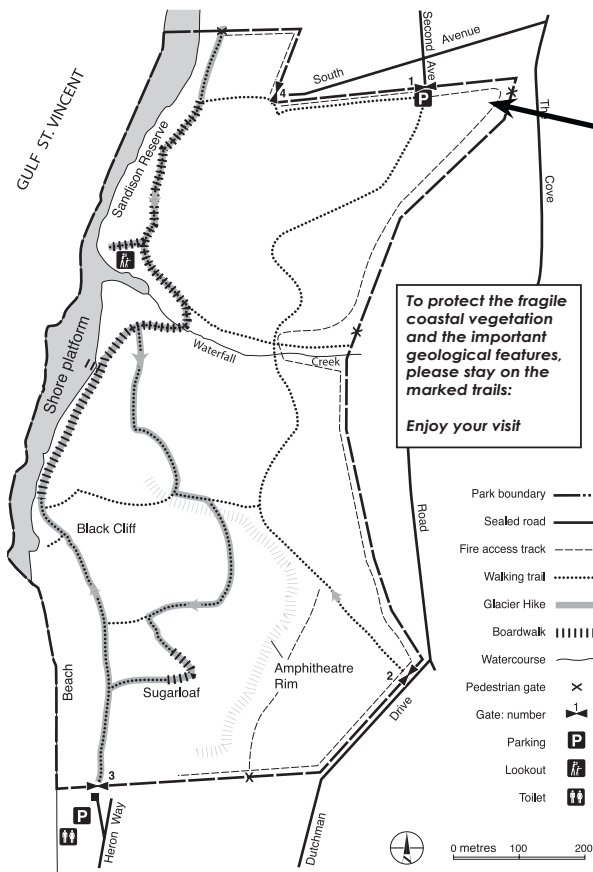 Second Ave
South Avenue
1
P
4
The Cove Road
GULF ST. VINCENT
Sandison Reserve
Shore platform
Waterfall Creek
To protect the fragile
coastal vegetation
and the important
geological features,
please stay on the
marked trails:
Enjoy your visit
Black Cliff
Beach
Sugarloaf
Amphitheatre
Rim
2
3
Drive
Dutchman
P
Heron Way
Park boundary
Sealed road
Fire access track
Walking trail
Glacier Hike
Boardwalk
Watercourse
Pedestrian gate
Gate: number 1
Parking P
Lookout
Toilet
0 metres 100 200